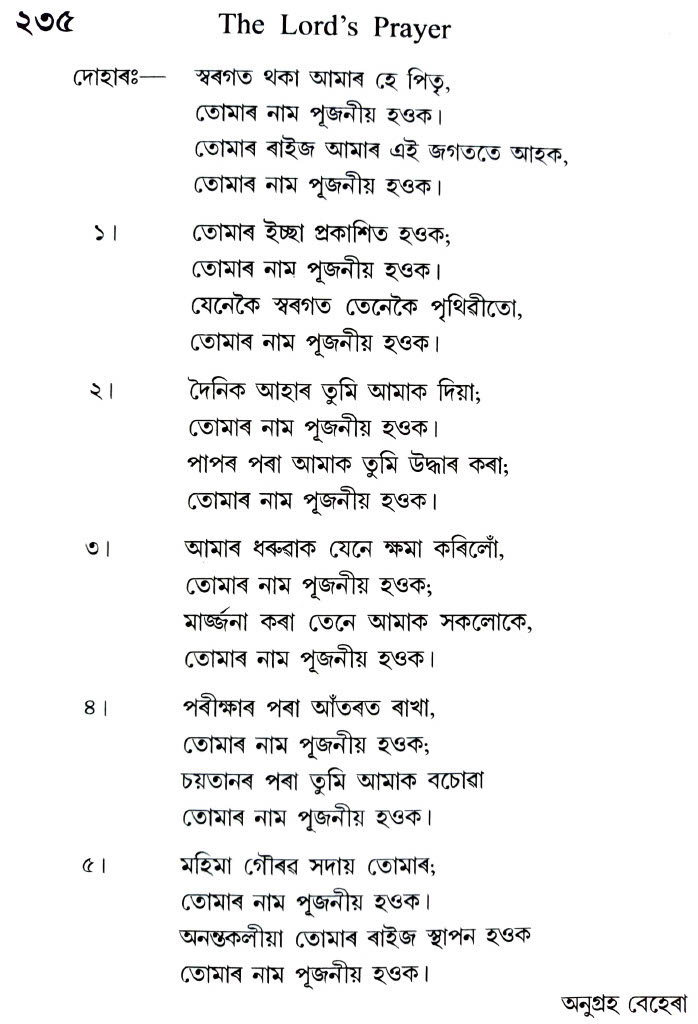 ২৩৫ The Lord's Prayer
দোহাৰঃ— স্বৰগত থকা আমাৰ হে পিতৃ,
তোমাৰ নাম পূজনীয় হওক।
তোমাৰ ৰাইজ আমাৰ এই জগততে আহক,
তোমাৰ নাম পূজনীয় হওক।
১। তোমাৰ ইচ্ছা প্ৰকাশিত হওক;
তোমাৰ নাম পূজনীয় হওক।
যেনেকৈ স্বৰগত তেনেকৈ পৃথিৱীতো,
তোমাৰ নাম পূজনীয় হওক।
২। দৈনিক আহাৰ তুমি আমাক দিয়া;
তোমাৰ নাম পূজনীয় হওক।
পাপৰ পৰা আমাক তুমি উদ্ধাৰ কৰা;
তোমাৰ নাম পূজনীয় হওক।
৩। আমাৰ ধৰুৱাক যেনে ক্ষমা কৰিলোঁ,
তোমাৰ নাম পূজনীয় হওক;
মাৰ্জ্জনা কৰা তেনে আমাক সকলোকে,
তোমাৰ নাম পূজনীয় হওক।
৪। পৰীক্ষাৰ পৰা আঁতৰত ৰাখা,
তোমাৰ নাম পূজনীয় হওক;
চয়তানৰ পৰা তুমি আমাক বচোৱা
তোমাৰ নাম পূজনীয় হওক।
৫। মহিমা গৌৰৱ সদায় তোমাৰ;
তোমাৰ নাম পূজনীয় হওক।
অনন্তকলীয়া তোমাৰ ৰাইজ স্থাপন হওক
তোমাৰ নাম পূজনীয় হওক।
অনুগ্ৰহ বেহেৰা